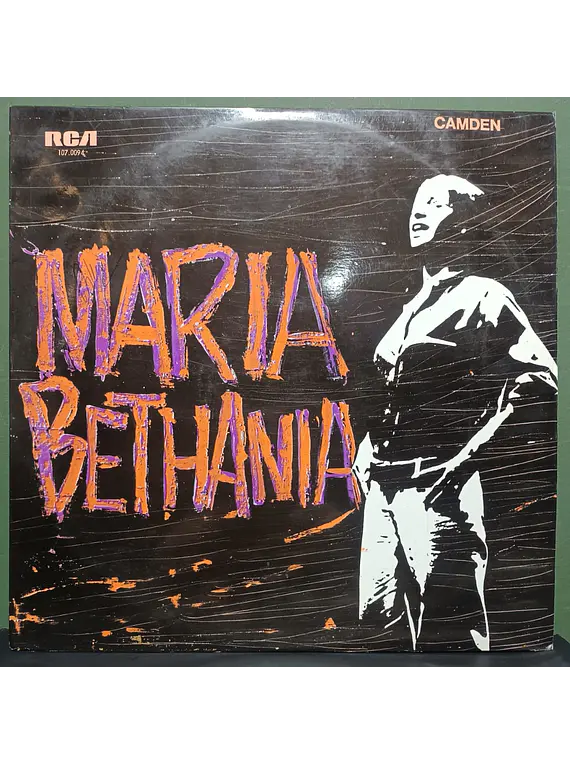 RCA
107.0094
CAMDEN
MARIA
BETHANIA